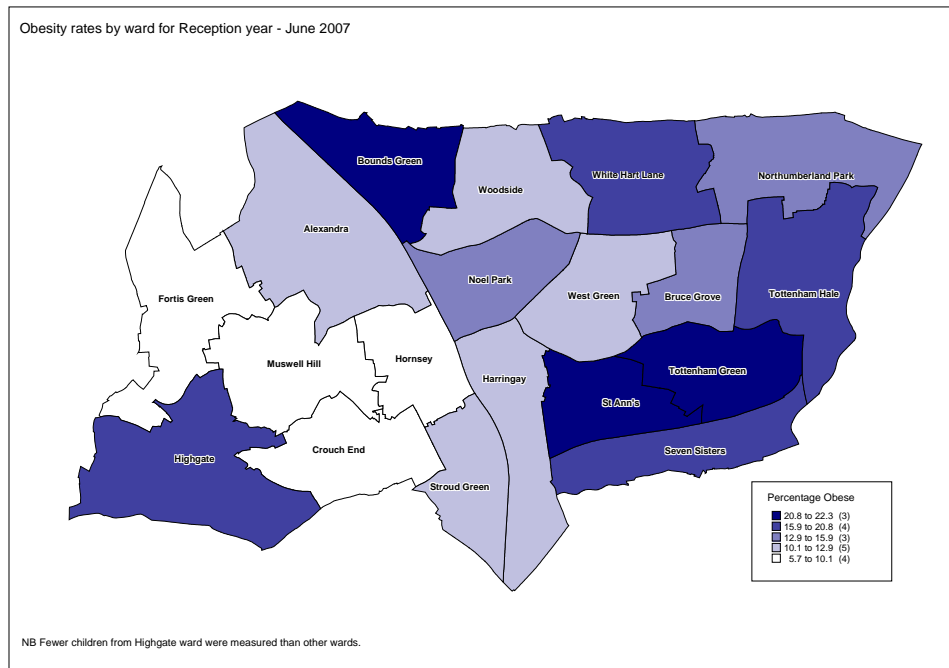 Obesity rates by ward for Reception year - June 2007
Bounds Green
White Hart Lane
Northumberland Park
Woodside
Alexandra
Noel Park
West Green
Bruce Grove
Tottenham Hale
Fortis Green
Muswell Hill
Hornsey
Harringay
Tottenham Green
St Ann's
Crouch End
Seven Sisters
Highgate
Stroud Green
Percentage Obese
20.8 to 22.3 (3)
15.9 to 20.8 (4)
12.9 to 15.9 (3)
10.1 to 12.9 (5)
5.7 to 10.1 (4)
NB Fewer children from Highgate ward were measured than other wards.